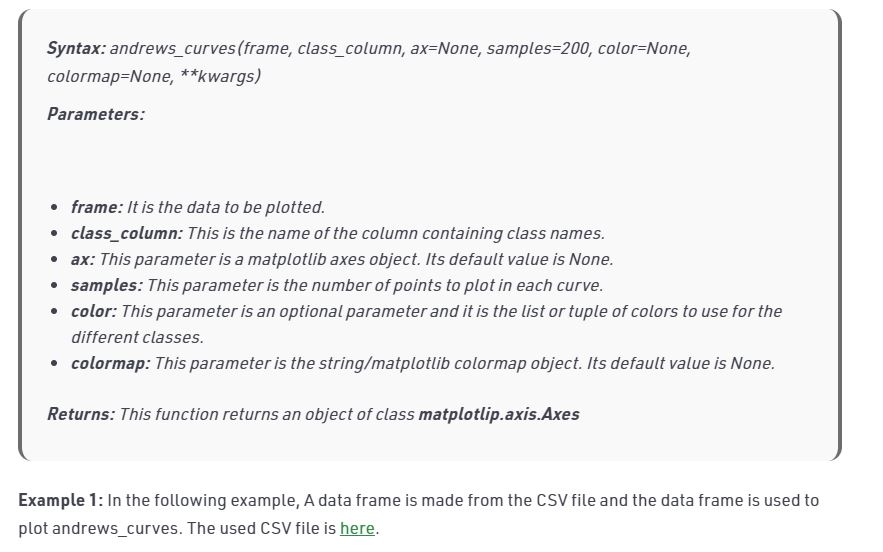 Syntax: andrews_curves(frame, class_column, ax=None, samples=200, color=None,
colormap=None, **kwargs)
Parameters:
• frame: It is the data to be plotted.
• class_column: This is the name of the column containing class names.
• ax: This parameter is a matplotlib axes object. Its default value is None.
• samples: This parameter is the number of points to plot in each curve.
• color: This parameter is an optional parameter and it is the list or tuple of colors to use for the
different classes.
• colormap: This parameter is the string/matplotlib colormap object. Its default value is None.
Returns: This function returns an object of class matplotlip.axis.Axes
Example 1: In the following example, A data frame is made from the CSV file and the data frame is used to
plot andrews_curves. The used CSV file is here.